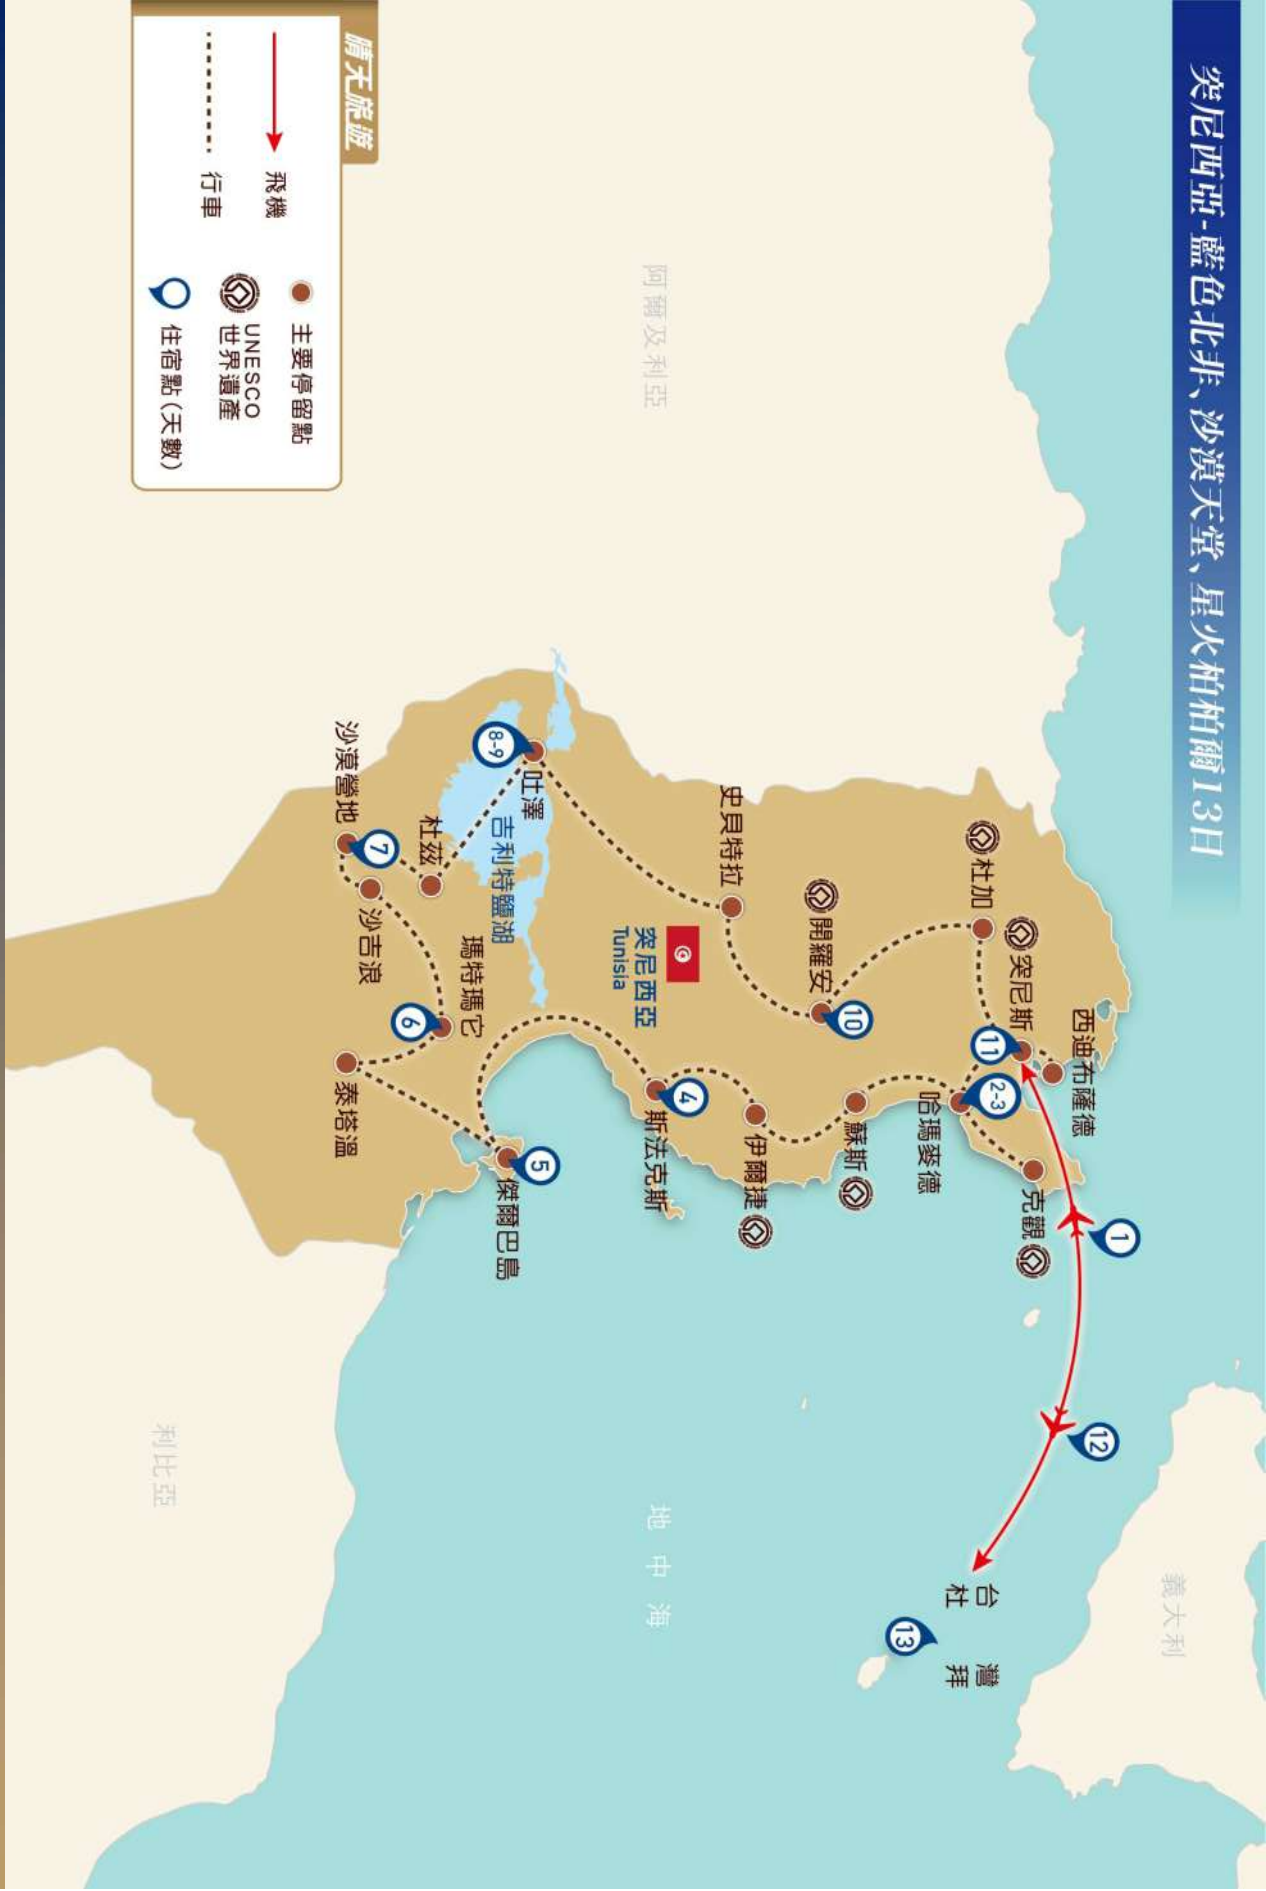 突尼西亞-藍色北非、沙漠天堂、星火柏柏爾13日
義大利
西迪布薩德
1
12
突尼斯
11
2-3
克觀
台灣
杜拜
13
杜加
哈瑪麥德
開羅安
10
蘇斯
史貝特拉
伊爾捷
突尼西亞
Tunisia
4
斯法克斯
地中海
阿爾及利亞
吐澤
8-9
吉利特鹽湖
5
傑爾巴島
杜茲
瑪特瑪它
6
7
沙漠營地
沙吉浪
泰塔溫
利比亞
晴天旅遊
飛機
行車
主要停留點
UNESCO
世界遺產
住宿點(天數)